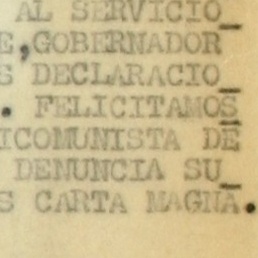 AL SERVICIO_
E,GOBERNADOR
S DECLARACIO_
. FELICITAMOS
ICOMUNISTA DE
DENUNCIA SU_
S CARTA MAGNA.